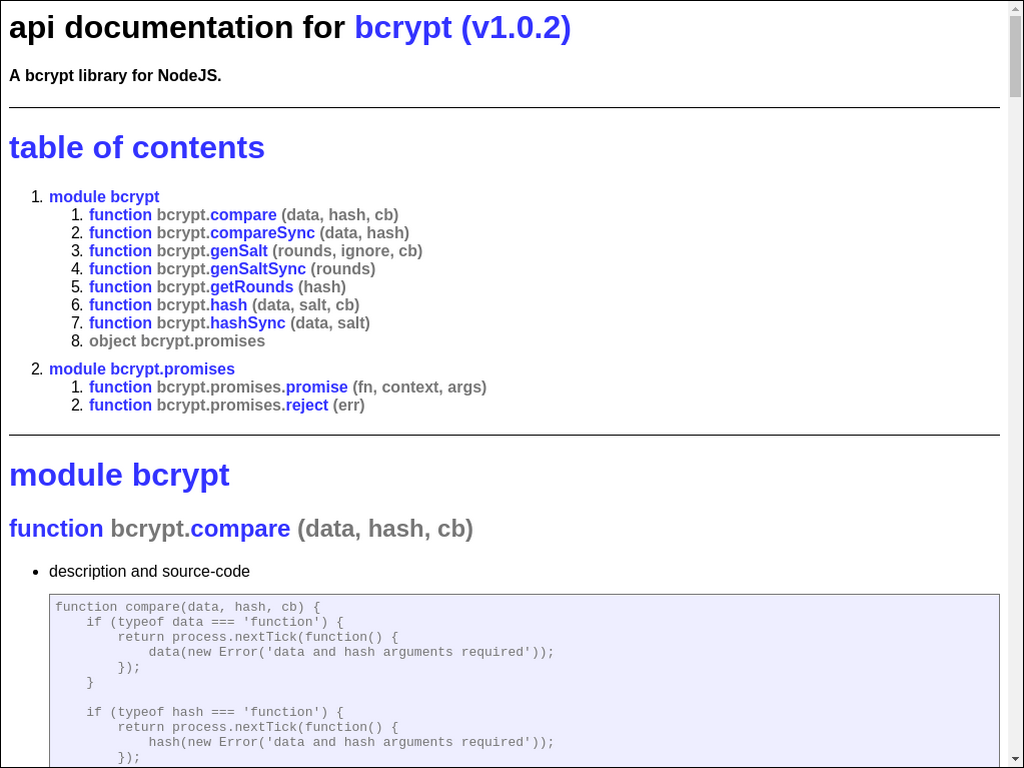 api documentation for bcrypt (v1.0.2)
A bcrypt library for NodeJS.
table of contents
1. module bcrypt
1. function bcrypt.compare (data, hash, cb)
2. function bcrypt.compareSync (data, hash)
3. function bcrypt.genSalt (rounds, ignore, cb)
4. function bcrypt.genSaltSync (rounds)
5. function bcrypt.getRounds (hash)
6. function bcrypt.hash (data, salt, cb)
7. function bcrypt.hashSync (data, salt)
8. object bcrypt.promises
2. module bcrypt.promises
1. function bcrypt.promises.promise (fn, context, args)
2. function bcrypt.promises.reject (err)
module bcrypt
function bcrypt.compare (data, hash, cb)
• description and source-code
function compare(data, hash, cb) {
    if (typeof data === 'function') {
        return process.nextTick(function() {
            data(new Error('data and hash arguments required'));
        });
    }
    if (typeof hash === 'function') {
        return process.nextTick(function() {
            hash(new Error('data and hash arguments required'));
        });